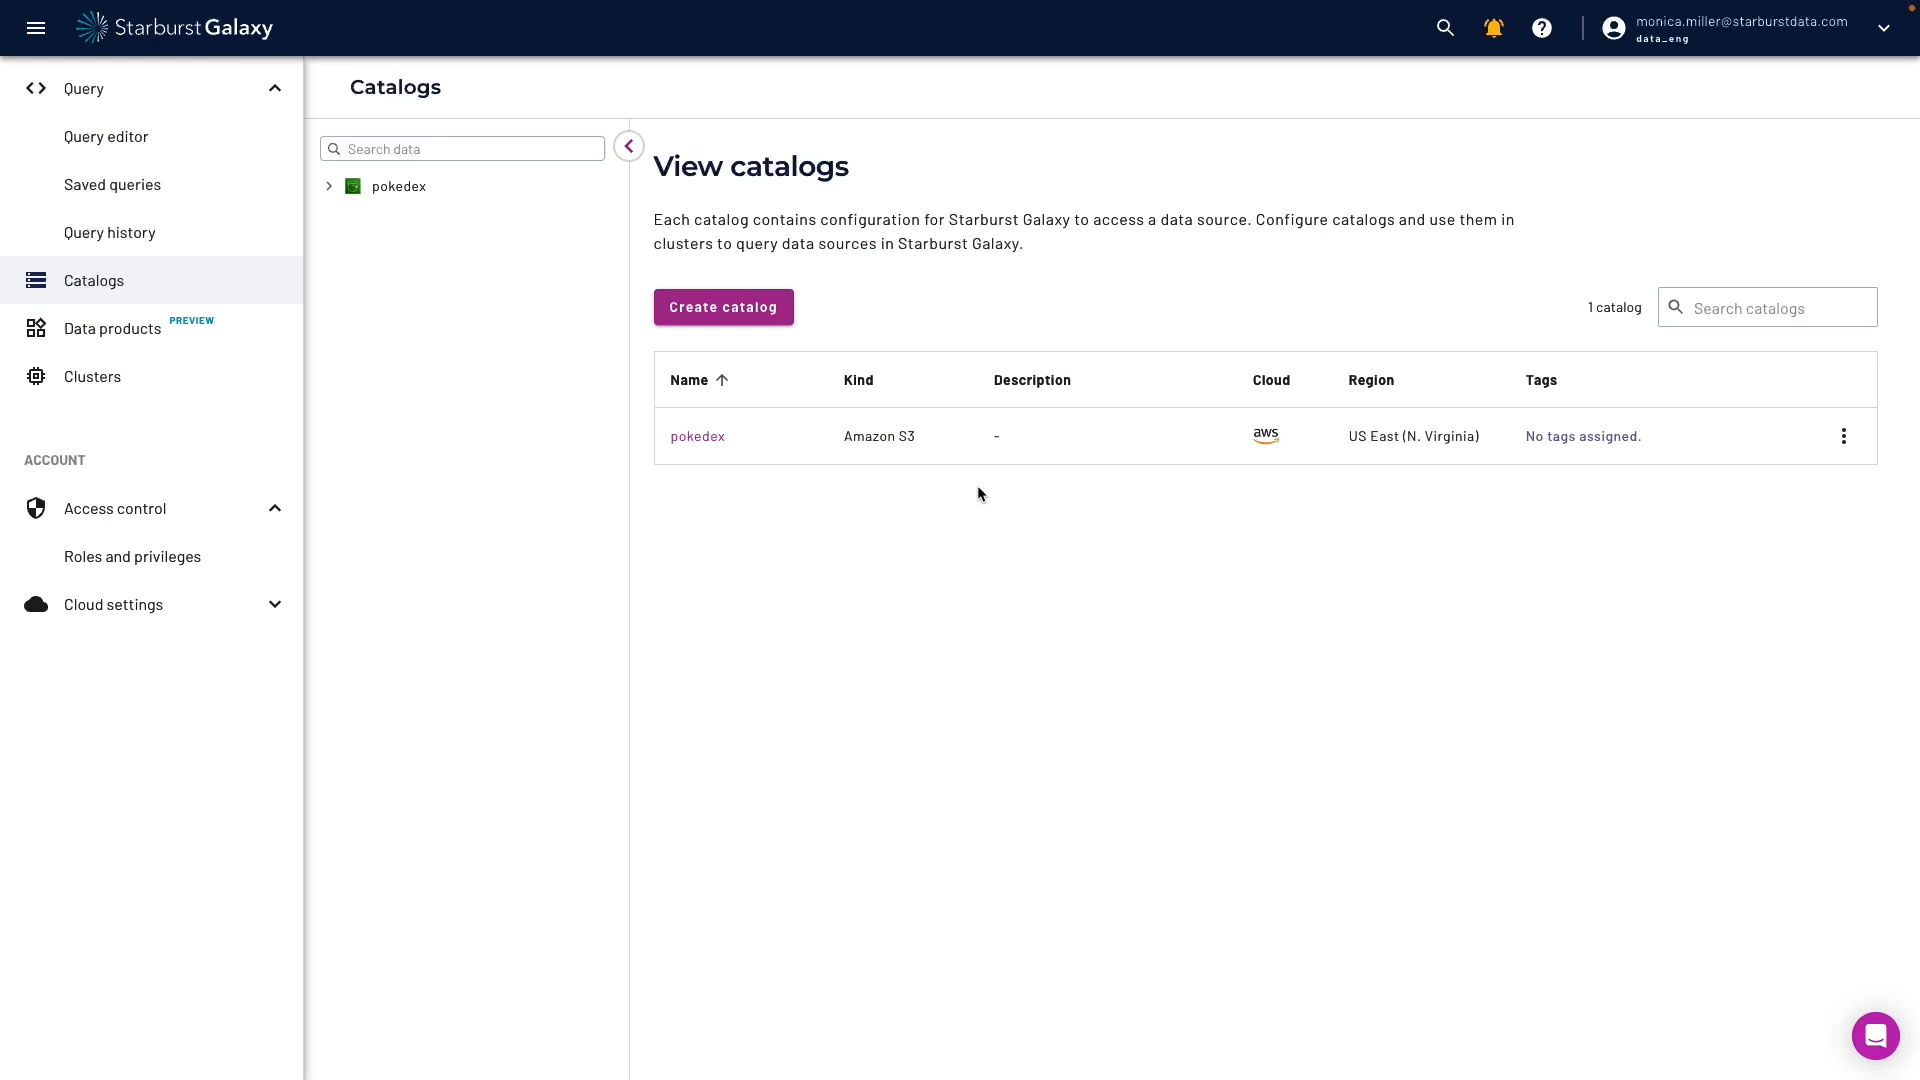 Starburst Galaxy
monica.miller@starburstdata.com
data_eng
Query
Query editor
Saved queries
Query history
Catalogs
Data products PREVIEW
Clusters
ACCOUNT
Access control
Roles and privileges
Cloud settings
Catalogs
Search data
pokedex
View catalogs
Each catalog contains configuration for Starburst Galaxy to access a data source. Configure catalogs and use them in
clusters to query data sources in Starburst Galaxy.
Create catalog
1 catalog
Search catalogs
Name Kind Description Cloud Region Tags
pokedex Amazon S3 - aws US East (N. Virginia) No tags assigned.